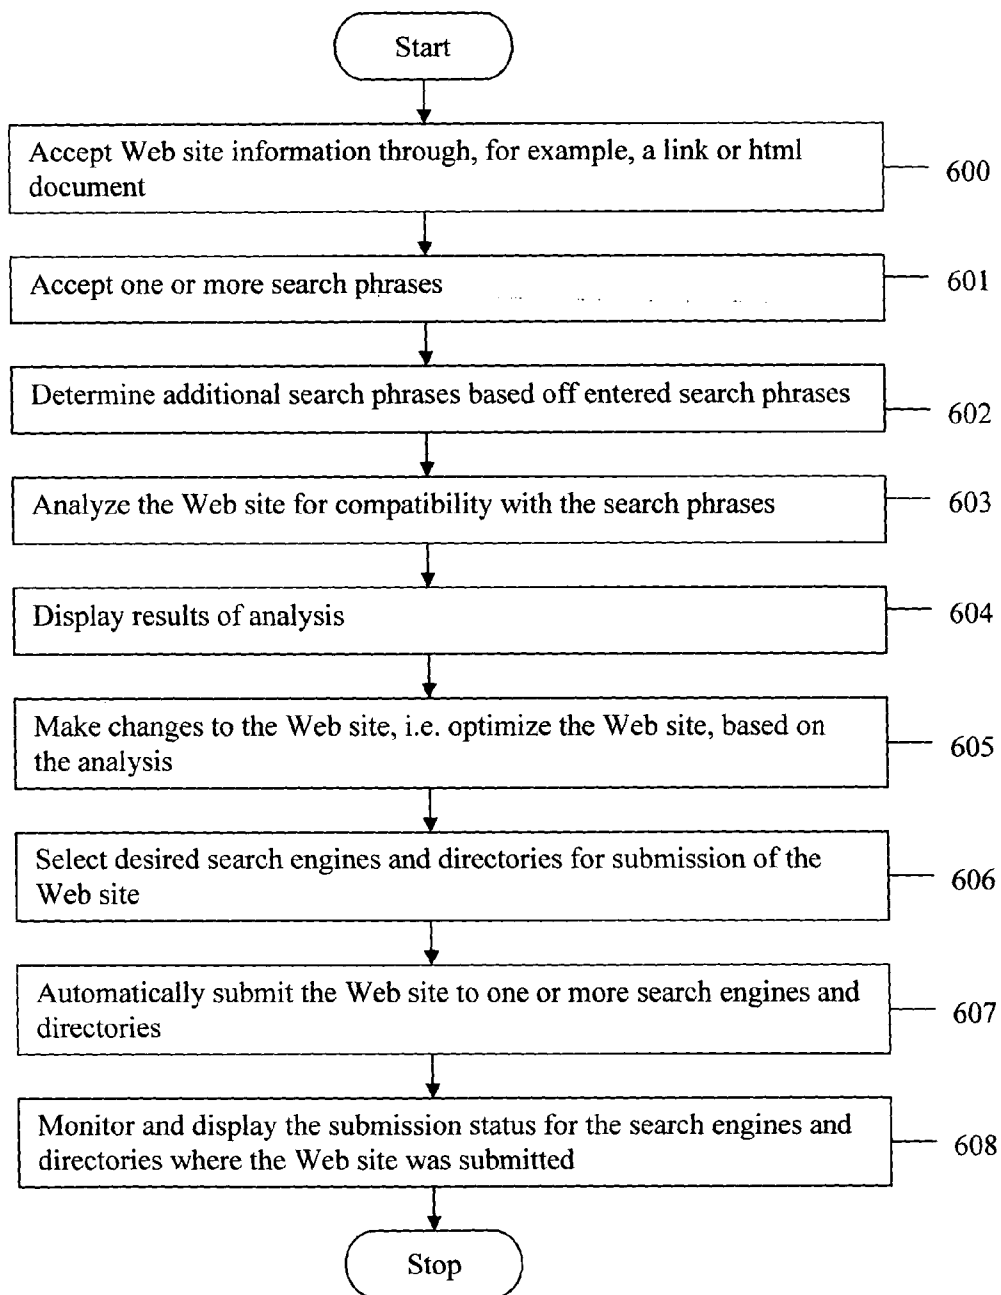 Start
Accept Web site information through, for example, a link or html
document
600
Accept one or more search phrases
601
Determine additional search phrases based off entered search phrases
602
Analyze the Web site for compatibility with the search phrases
603
Display results of analysis
604
Make changes to the Web site, i.e. optimize the Web site, based on
the analysis
605
Select desired search engines and directories for submission of the
Web site
606
Automatically submit the Web site to one or more search engines and
directories
607
Monitor and display the submission status for the search engines and
directories where the Web site was submitted
608
Stop